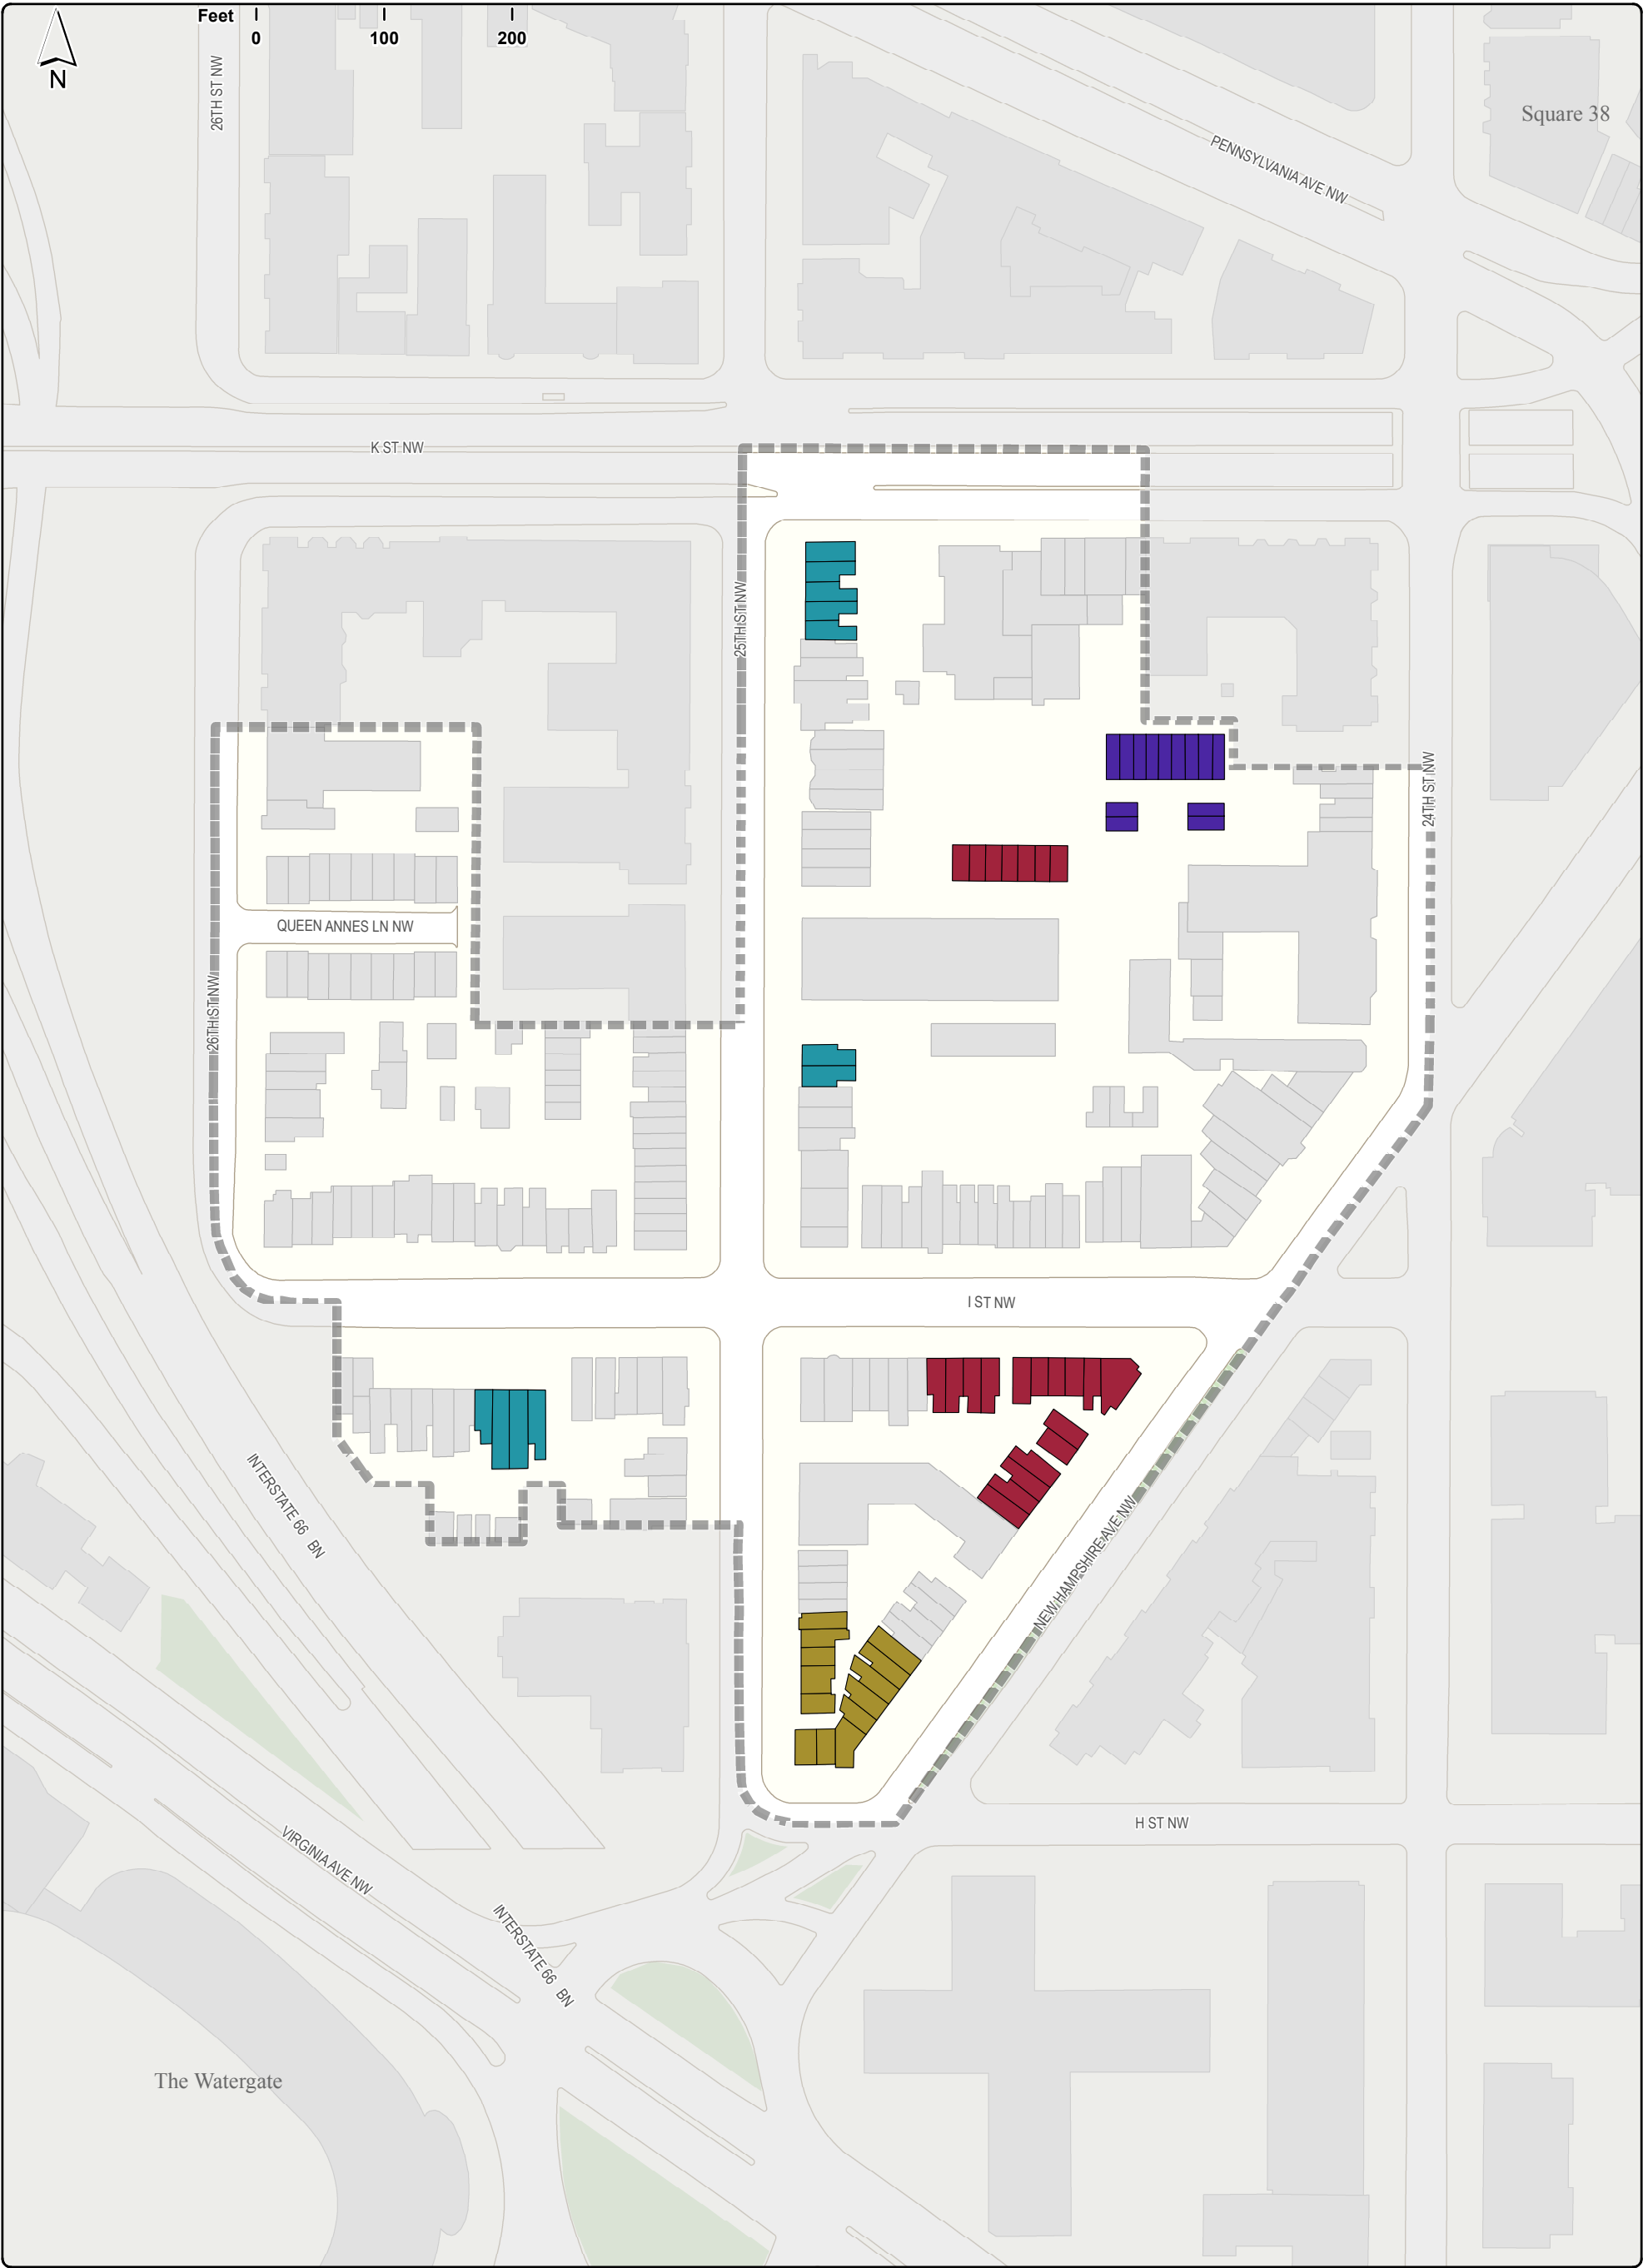 Feet
0 100 200
N
26TH ST NW
Square 38
PENNSYLVANIA AVE NW
K ST NW
25TH ST NW
24TH ST NW
QUEEN ANNES LN NW
26TH ST NW
I ST NW
INTERSTATE 66 BN
NEW HAMPSHIRE AVE NW
H ST NW
VIRGINIA AVE NW
INTERSTATE 66 BN
The Watergate